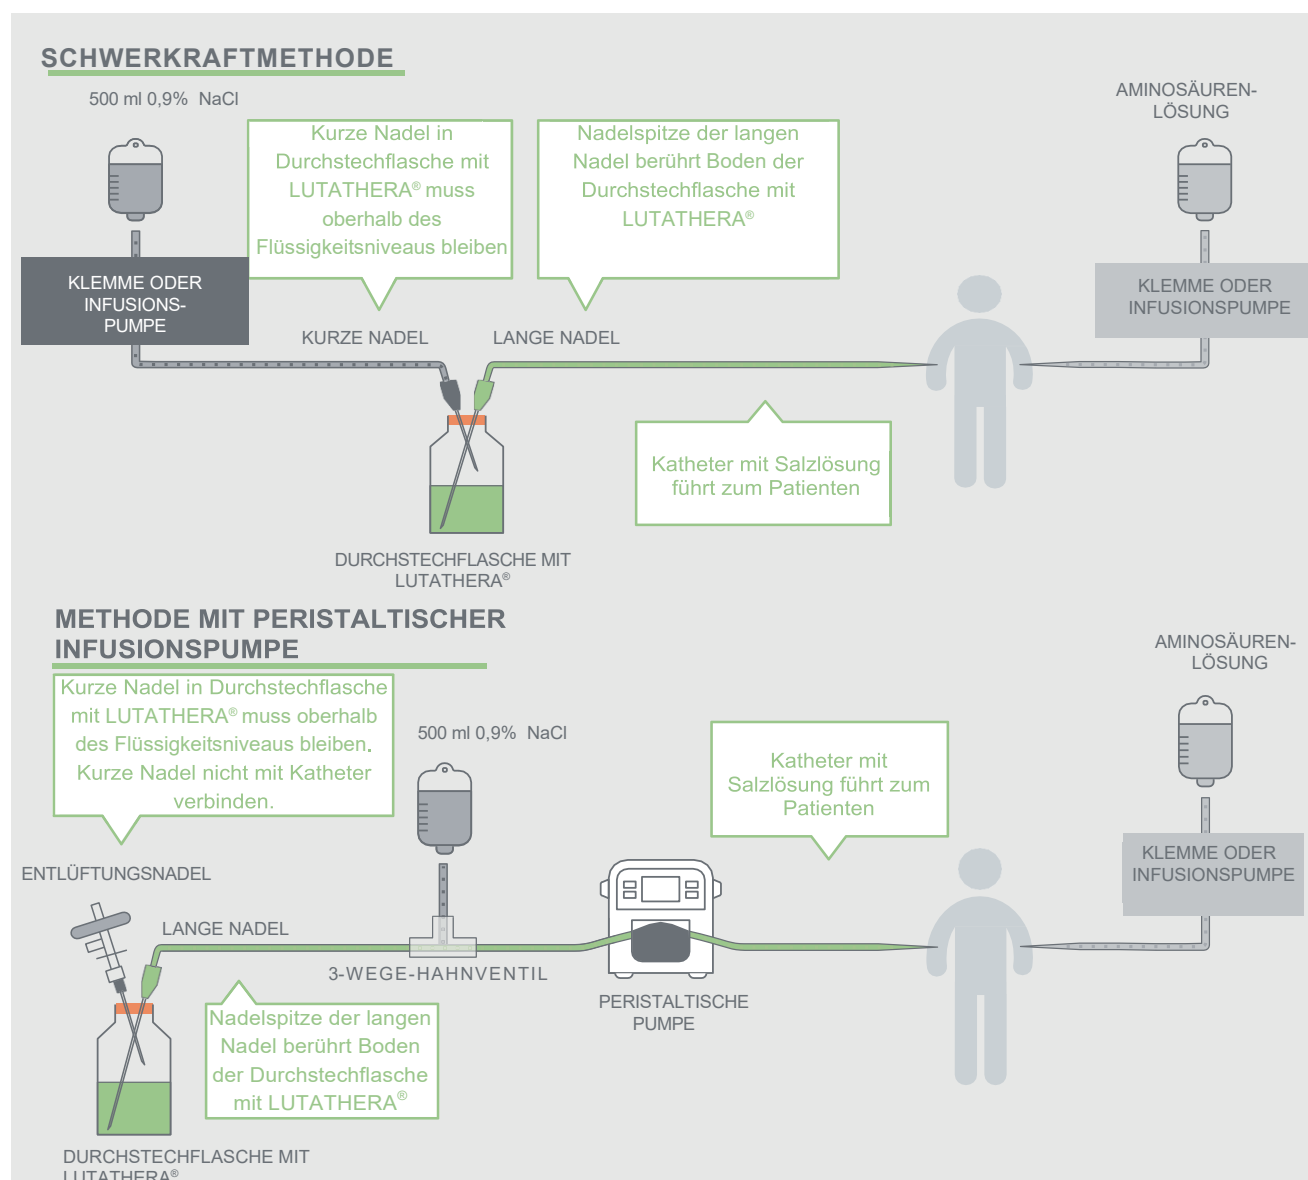 SCHWERKRAFTMETHODE
500 ml 0,9% NaCl
Kurze Nadel in
Durchstechflasche mit
LUTATHERA® muss
oberhalb des
Flüssigkeitsniveaus bleiben
Nadelspitze der langen
Nadel berührt Boden der
Durchstechflasche mit
LUTATHERA®
AMINOSÄUREN-
LÖSUNG
KLEMME ODER
INFUSIONS-
PUMPE
KLEMME ODER
INFUSIONSPUMPE
KURZE NADEL
LANGE NADEL
Katheter mit Salzlösung
führt zum Patienten
DURCHSTECHFLASCHE MIT
LUTATHERA®
METHODE MIT PERISTALTISCHER
INFUSIONSPUMPE
Kurze Nadel in Durchstechflasche
mit LUTATHERA® muss oberhalb
des Flüssigkeitsniveaus bleiben.
Kurze Nadel nicht mit Katheter
verbinden.
500 ml 0,9% NaCl
Katheter mit
Salzlösung führt zum
Patienten
AMINOSÄUREN-
LÖSUNG
KLEMME ODER
INFUSIONSPUMPE
ENTLÜFTUNGSNADEL
LANGE NADEL
3-WEGE-HAHNVENTIL
PERISTALTISCHE
PUMPE
Nadelspitze der langen
Nadel berührt Boden
der Durchstechflasche
mit LUTATHERA®
DURCHSTECHFLASCHE MIT
LUTATHERA®